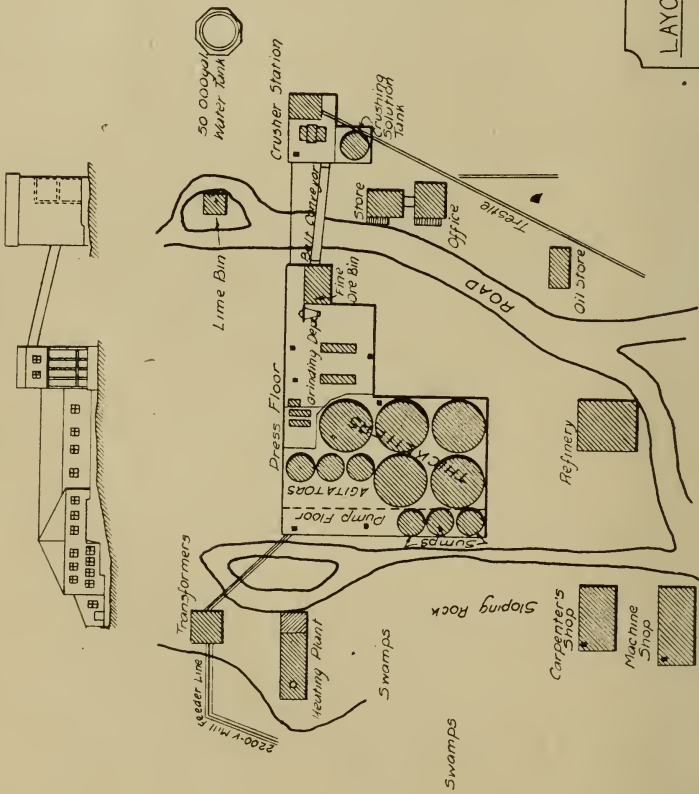 50 000gal.
Water Tank
Crusher Station
Crushing
Solution
Tank
Lime Bin
Belt Conveyor
Store
Office
Trestle
Fine
Ore Bin
Grinding Dept
Press Floor
ROAD
Oil Store
THICKENERS
AGITATORS
Pump Floor
Sumps
Refinery
Transformers
2200-V Mill Feeder Line
Heating Plant
Swamps
Sloping Rock
Carpenter's
Shop
Machine
Shop
Swamps
LAYO